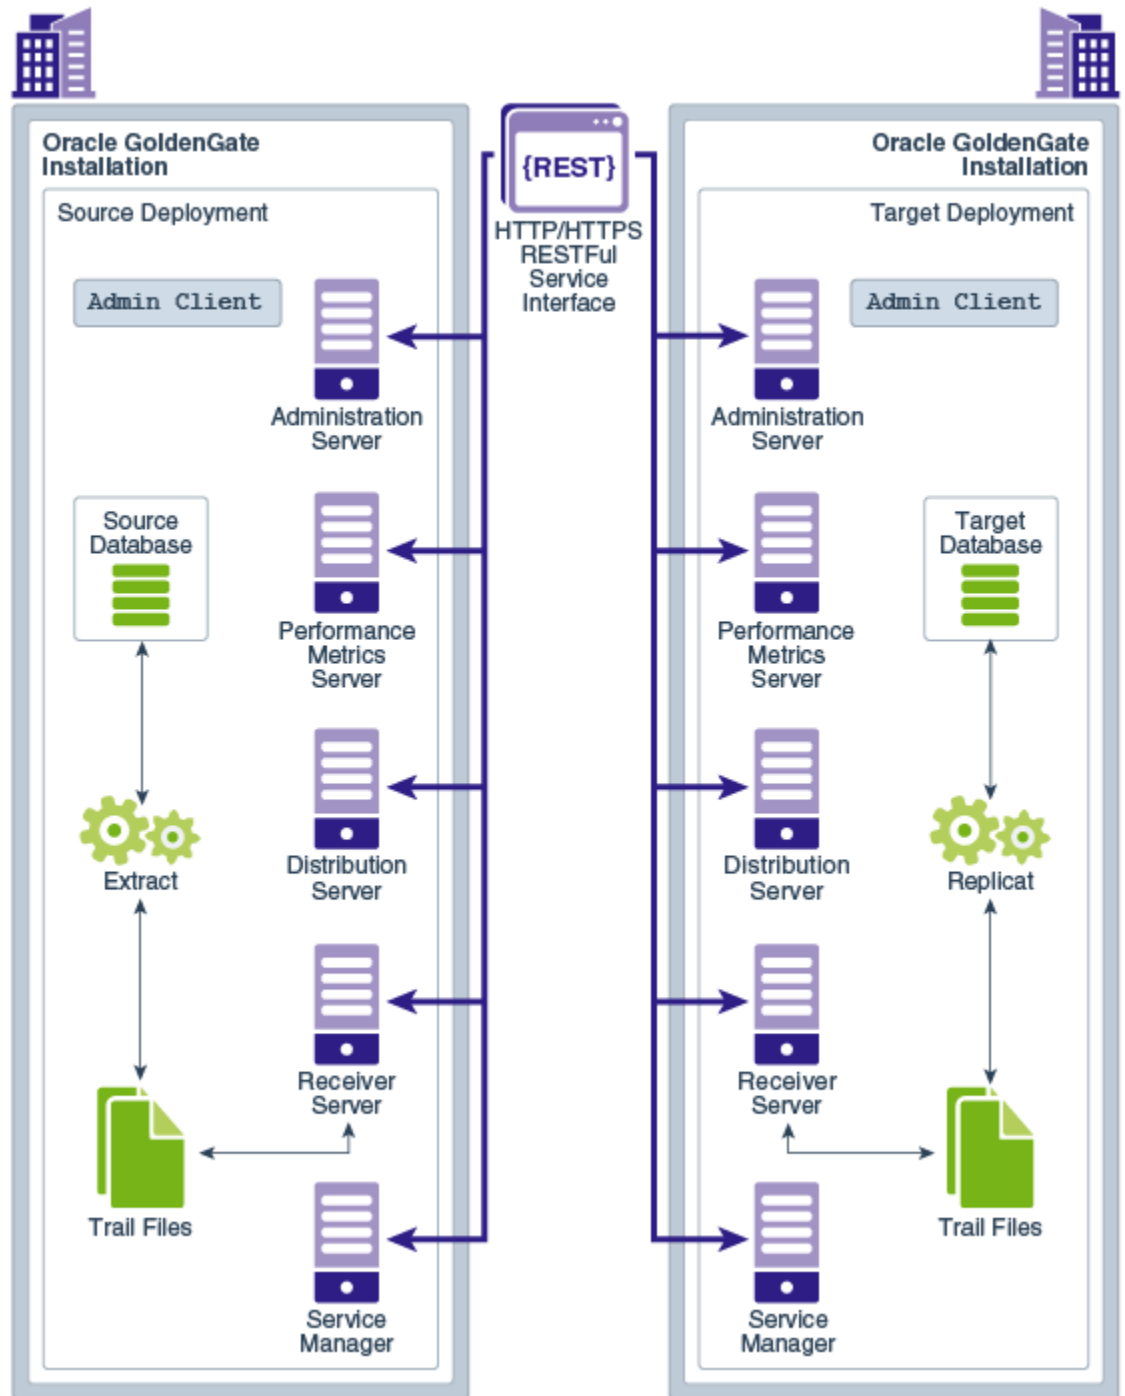 Oracle GoldenGate
Installation
Source Deployment
Admin Client
Administration
Server
Source
Database
Performance
Metrics
Server
Extract
Distribution
Server
Receiver
Server
Trail Files
Service
Manager
{REST}
HTTP/HTTPS
RESTFul
Service
Interface
Oracle GoldenGate
Installation
Target Deployment
Admin Client
Administration
Server
Target
Database
Performance
Metrics
Server
Distribution
Server
Replicat
Receiver
Server
Trail Files
Service
Manager